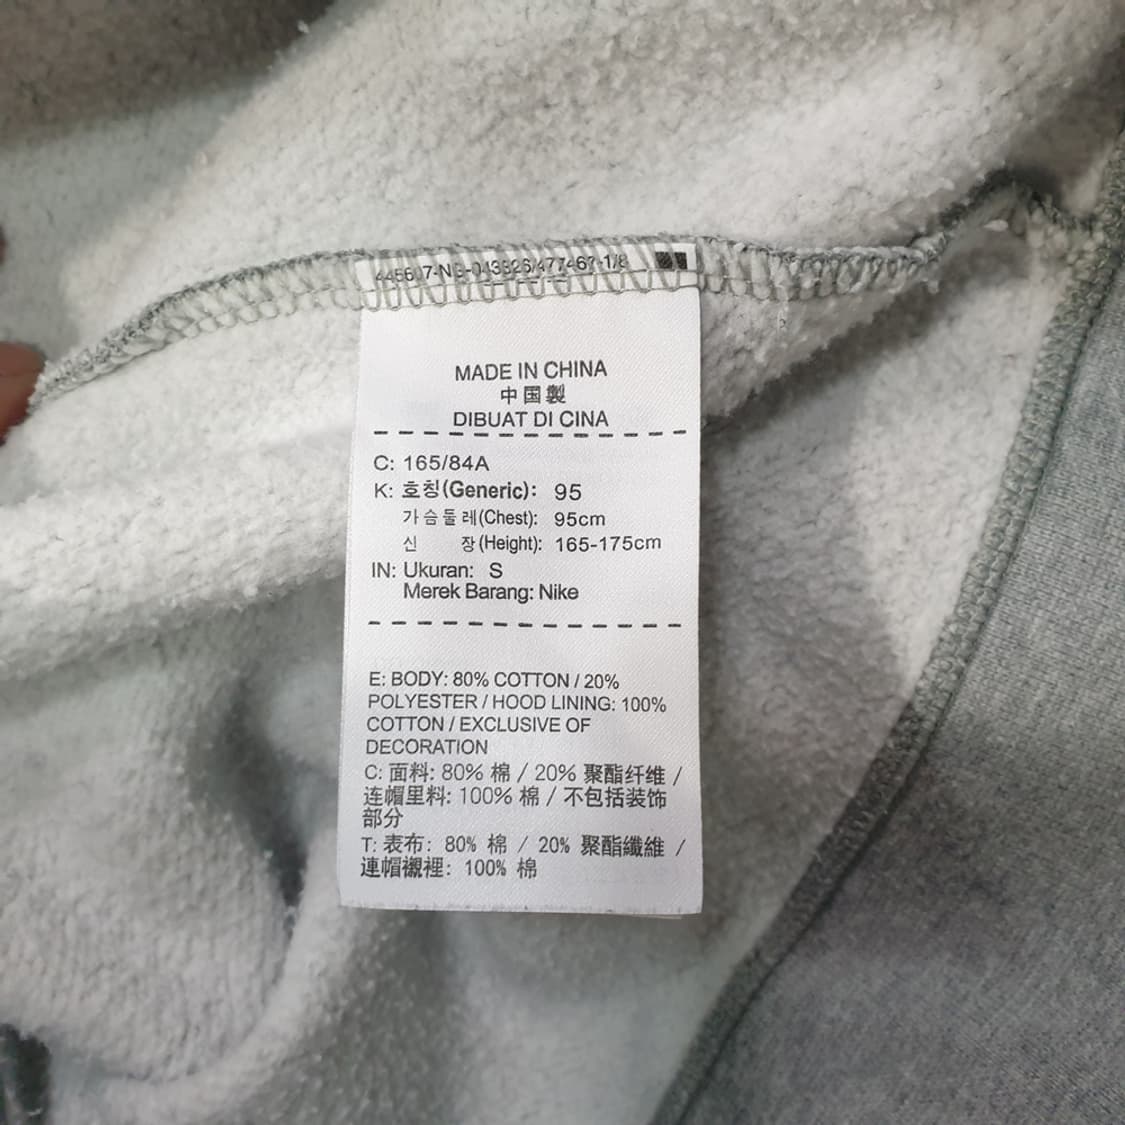 MADE IN CHINA
中国製
DIBUAT DI CINA
C: 165/84A
K: 호칭(Generic): 95
가슴둘레(Chest): 95cm
신 장(Height): 165-175cm
IN: Ukuran: S
Merek Barang: Nike
E: BODY: 80% COTTON / 20%
POLYESTER / HOOD LINING: 100%
COTTON / EXCLUSIVE OF
DECORATION
C: 面料: 80% 棉 / 20% 聚酯纤维 /
连帽里料: 100% 棉 / 不包括装饰
部分
T: 表布: 80% 棉 / 20% 聚酯纖維 /
連帽襯裡: 100% 棉